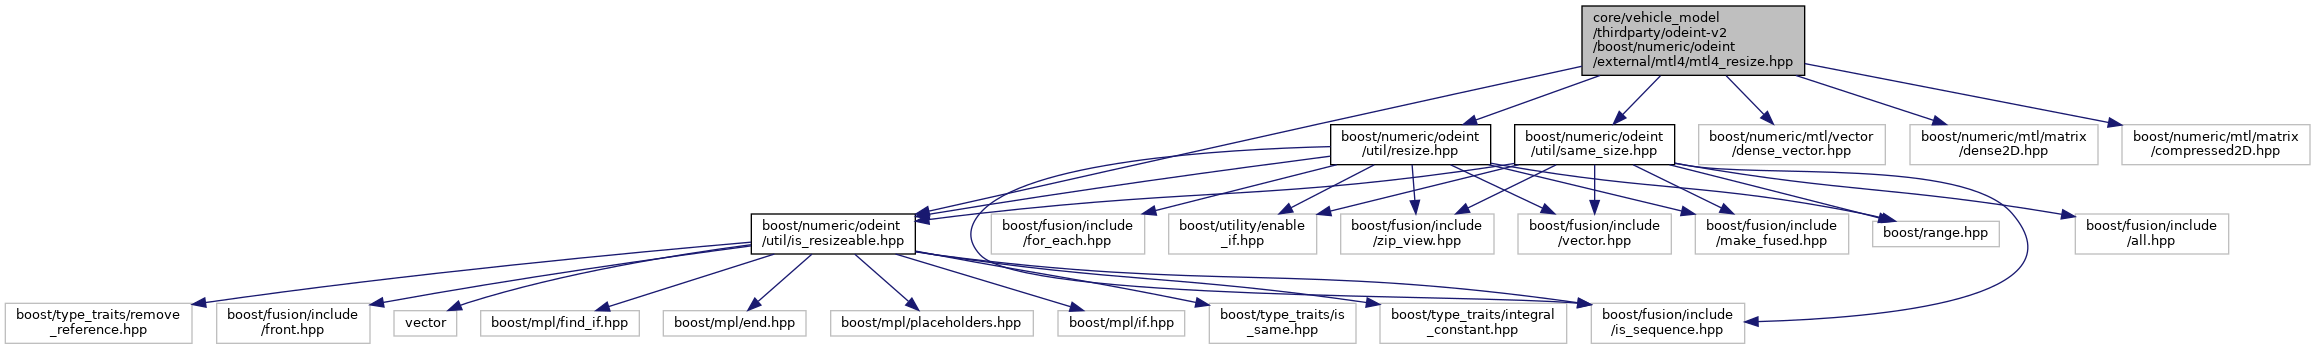 core/vehicle_model
/thirdparty/odeint-v2
/boost/numeric/odeint
/external/mtl4/mtl4_resize.hpp
boost/numeric/odeint
/util/resize.hpp
boost/numeric/odeint
/util/same_size.hpp
boost/numeric/mtl/vector
/dense_vector.hpp
boost/numeric/mtl/matrix
/dense2D.hpp
boost/numeric/mtl/matrix
/compressed2D.hpp
boost/numeric/odeint
/util/is_resizeable.hpp
boost/fusion/include
/for_each.hpp
boost/utility/enable
_if.hpp
boost/fusion/include
/zip_view.hpp
boost/fusion/include
/vector.hpp
boost/fusion/include
/make_fused.hpp
boost/range.hpp
boost/fusion/include
/all.hpp
boost/type_traits/remove
_reference.hpp
boost/fusion/include
/front.hpp
vector
boost/mpl/find_if.hpp
boost/mpl/end.hpp
boost/mpl/placeholders.hpp
boost/mpl/if.hpp
boost/type_traits/is
_same.hpp
boost/type_traits/integral
_constant.hpp
boost/fusion/include
/is_sequence.hpp